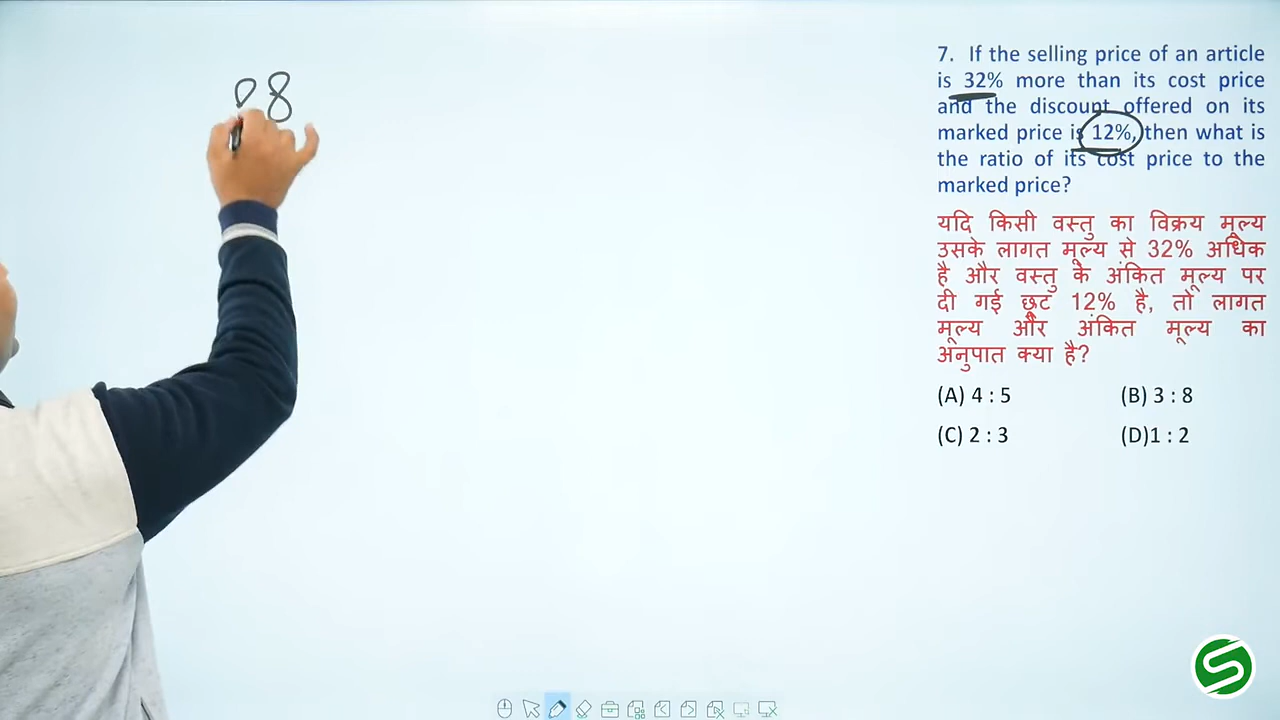 88
7. If the selling price of an article
is 32% more than its cost price
and the discount offered on its
marked price is 12%, then what is
the ratio of its cost price to the
marked price?
यदि किसी वस्तु का विक्रय मूल्य
उसके लागत मूल्य से 32% अधिक
है और वस्तु के अंकित मूल्य पर
दी गई छूट 12% है, तो लागत
मूल्य और अंकित मूल्य का
अनुपात क्या है?
(A) 4 : 5 (B) 3 : 8
(C) 2 : 3 (D)1 : 2